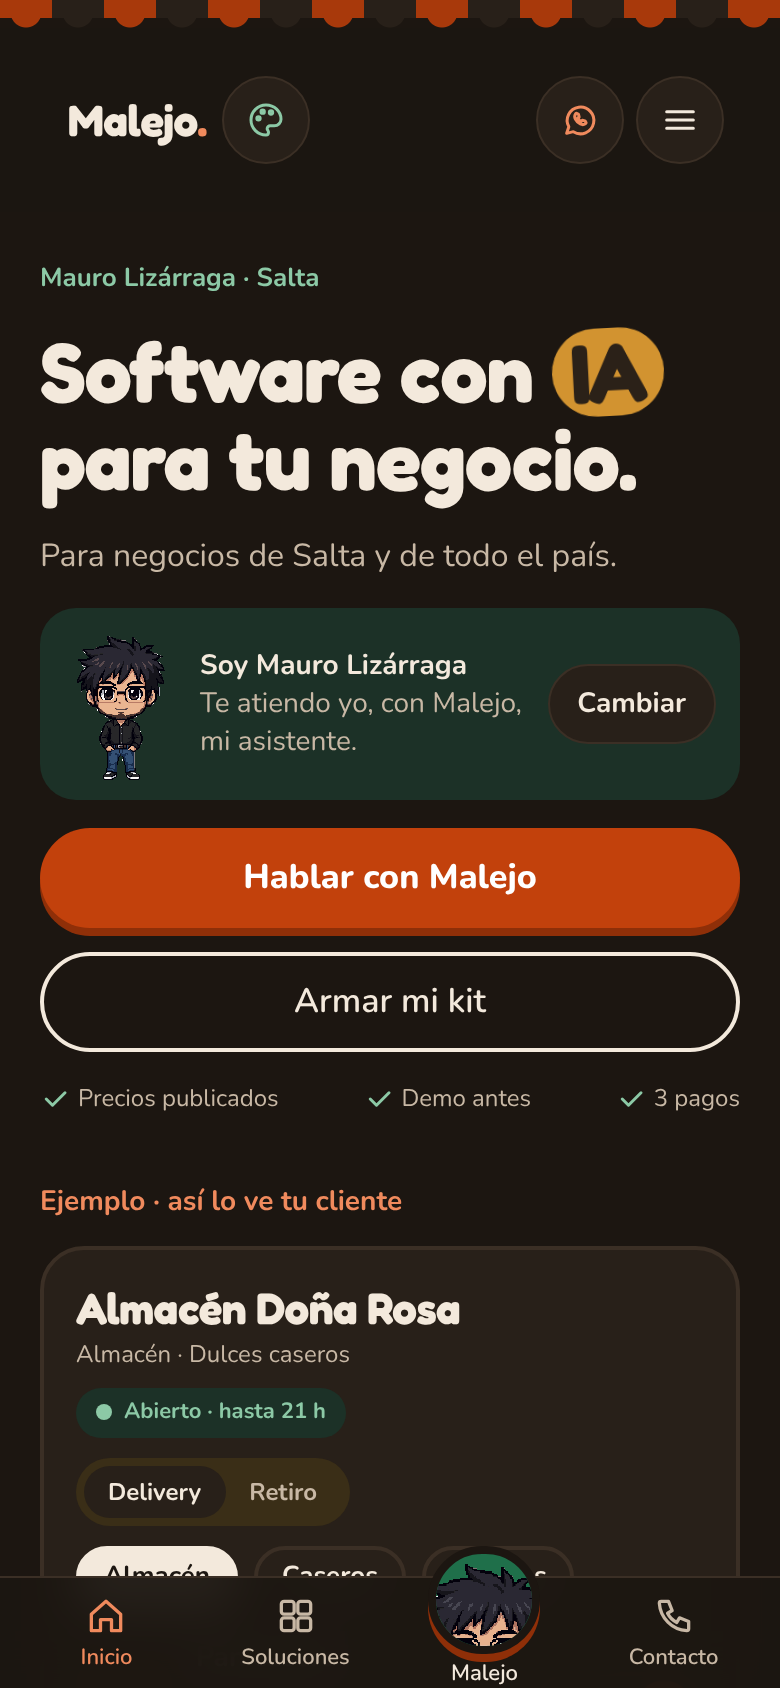 Malejo.
Mauro Lizárraga · Salta
Software con IA
para tu negocio.
Para negocios de Salta y de todo el país.
Soy Mauro Lizárraga
Te atiendo yo, con Malejo,
mi asistente.
Cambiar
Hablar con Malejo
Armar mi kit
Precios publicados
Demo antes
3 pagos
Ejemplo · así lo ve tu cliente
Almacén Doña Rosa
Almacén · Dulces caseros
Abierto · hasta 21 h
Delivery
Retiro
Almacén
Caseros
Inicio
Soluciones
Malejo
Contacto